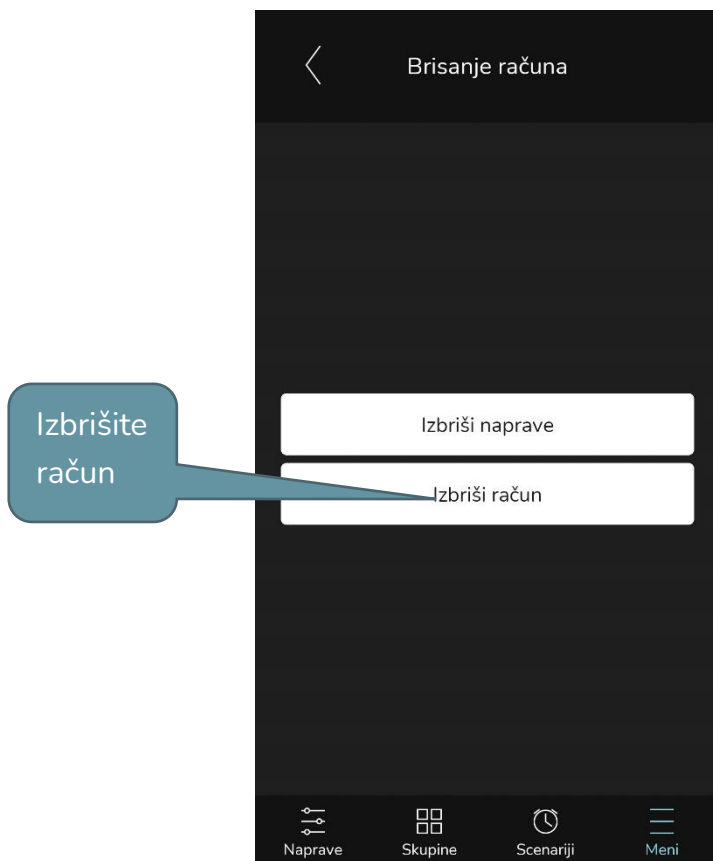 Brisanje računa
Izbrišite
račun
Izbriši naprave
Izbriši račun
Naprave
Skupine
Scenariji
Meni